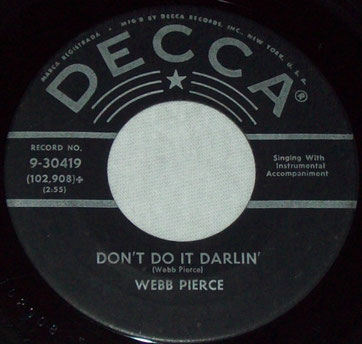 MARCA REGISTRADA • MFG'D BY DECCA RECORDS, INC., NEW YORK, U.S.A.
DECCA®
RECORD NO.
9-30419
(102,908)✤
(2:55)
Singing With
Instrumental
Accompaniment
DON'T DO IT DARLIN'
(Webb Pierce)
WEBB PIERCE